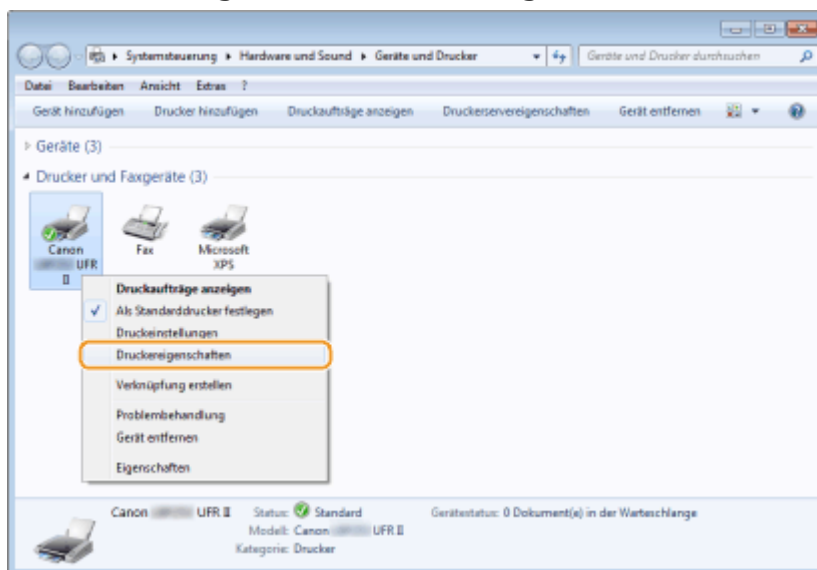 Systemsteuerung ▸ Hardware und Sound ▸ Geräte und Drucker
Geräte und Drucker durchsuchen
Datei Bearbeiten Ansicht Extras ?
Gerät hinzufügen Drucker hinzufügen Druckaufträge anzeigen Druckerservereigenschaften Gerät entfernen
Geräte (3)
Drucker und Faxgeräte (3)
Canon
UFR
II
Fax
Microsoft
XPS
Druckaufträge anzeigen
Als Standarddrucker festlegen
Druckeinstellungen
Druckereigenschaften
Verknüpfung erstellen
Problembehandlung
Gerät entfernen
Eigenschaften
Canon UFR II Status: Standard Gerätestatus: 0 Dokument(e) in der Warteschlange
Modell: Canon UFR II
Kategorie: Drucker